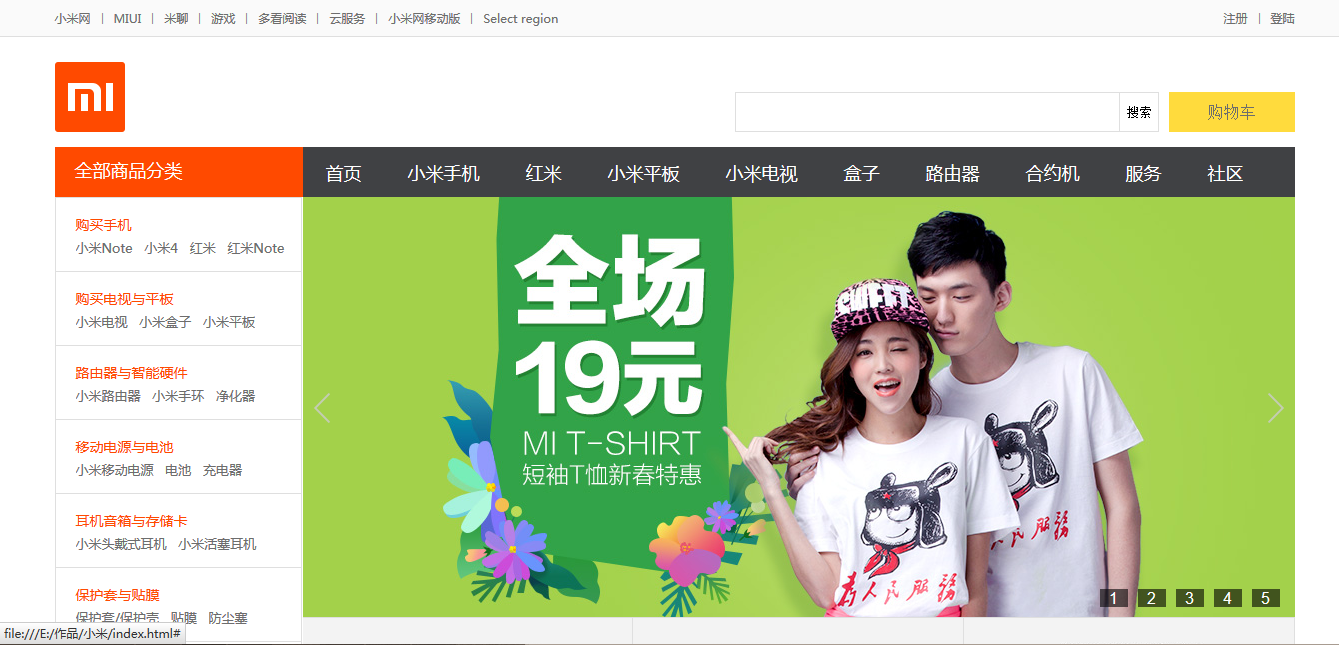 小米网 | MIUI | 米聊 | 游戏 | 多看阅读 | 云服务 | 小米网移动版 | Select region
注册 | 登陆
mi
搜索
购物车
全部商品分类
首页 小米手机 红米 小米平板 小米电视 盒子 路由器 合约机 服务 社区
购买手机
小米Note 小米4 红米 红米Note
购买电视与平板
小米电视 小米盒子 小米平板
路由器与智能硬件
小米路由器 小米手环 净化器
移动电源与电池
小米移动电源 电池 充电器
耳机音箱与存储卡
小米头戴式耳机 小米活塞耳机
保护套与贴膜
保护套/保护壳 贴膜 防尘塞
全场
19元
MI T-SHIRT
短袖T恤新春特惠
SWEET
为人民服务
人民服务
1 2 3 4 5
file:///E:/作品/小米/index.html#